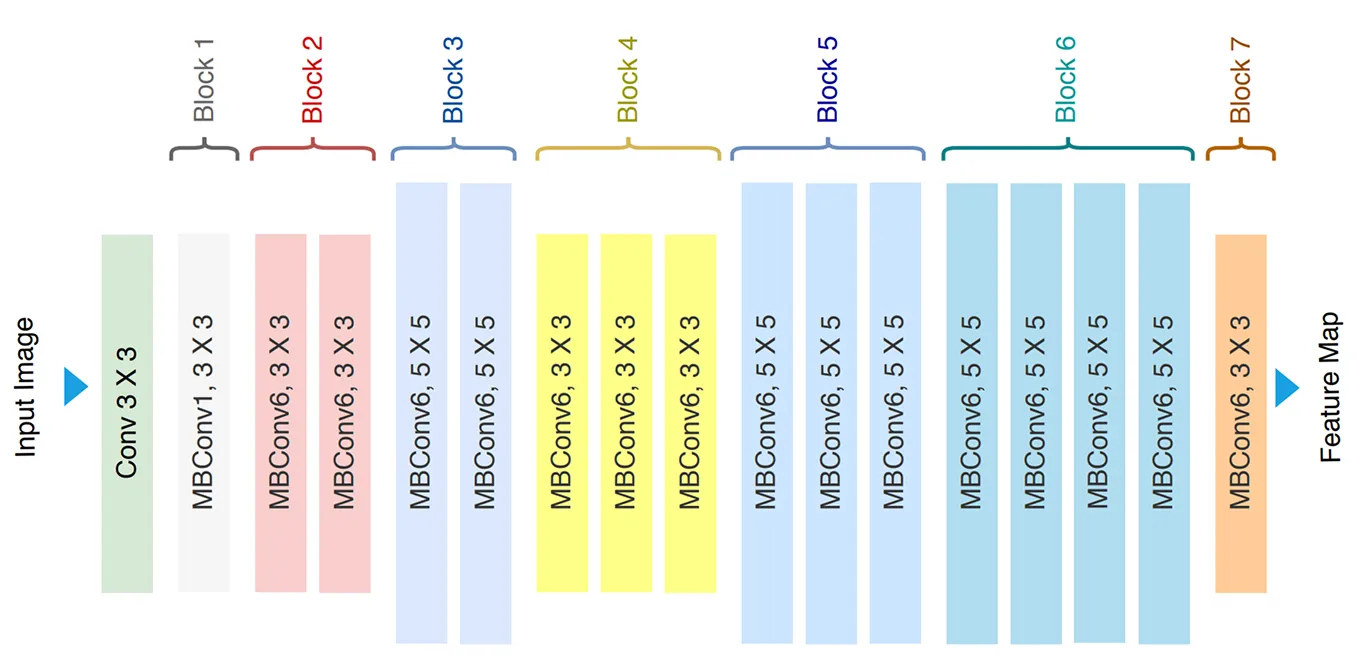 Block 1
Block 2
Block 3
Block 4
Block 5
Block 6
Block 7
Input Image
Conv 3 X 3
MBConv1, 3 X 3
MBConv6, 3 X 3
MBConv6, 3 X 3
MBConv6, 5 X 5
MBConv6, 5 X 5
MBConv6, 3 X 3
MBConv6, 3 X 3
MBConv6, 3 X 3
MBConv6, 5 X 5
MBConv6, 5 X 5
MBConv6, 5 X 5
MBConv6, 5 X 5
MBConv6, 5 X 5
MBConv6, 5 X 5
MBConv6, 5 X 5
MBConv6, 3 X 3
Feature Map